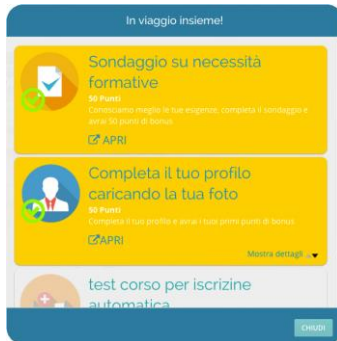 In viaggio insieme!
Sondaggio su necessità
formative
50 Punti
Conosciamo meglio le tue esigenze, completa il sondaggio e
avrai 50 punti di bonus
APRI
Completa il tuo profilo
caricando la tua foto
50 Punti
Completa il tuo profilo e avrai i tuoi primi punti di bonus
APRI
Mostra dettagli
test corso per iscrizine
automatica
CHIUDI